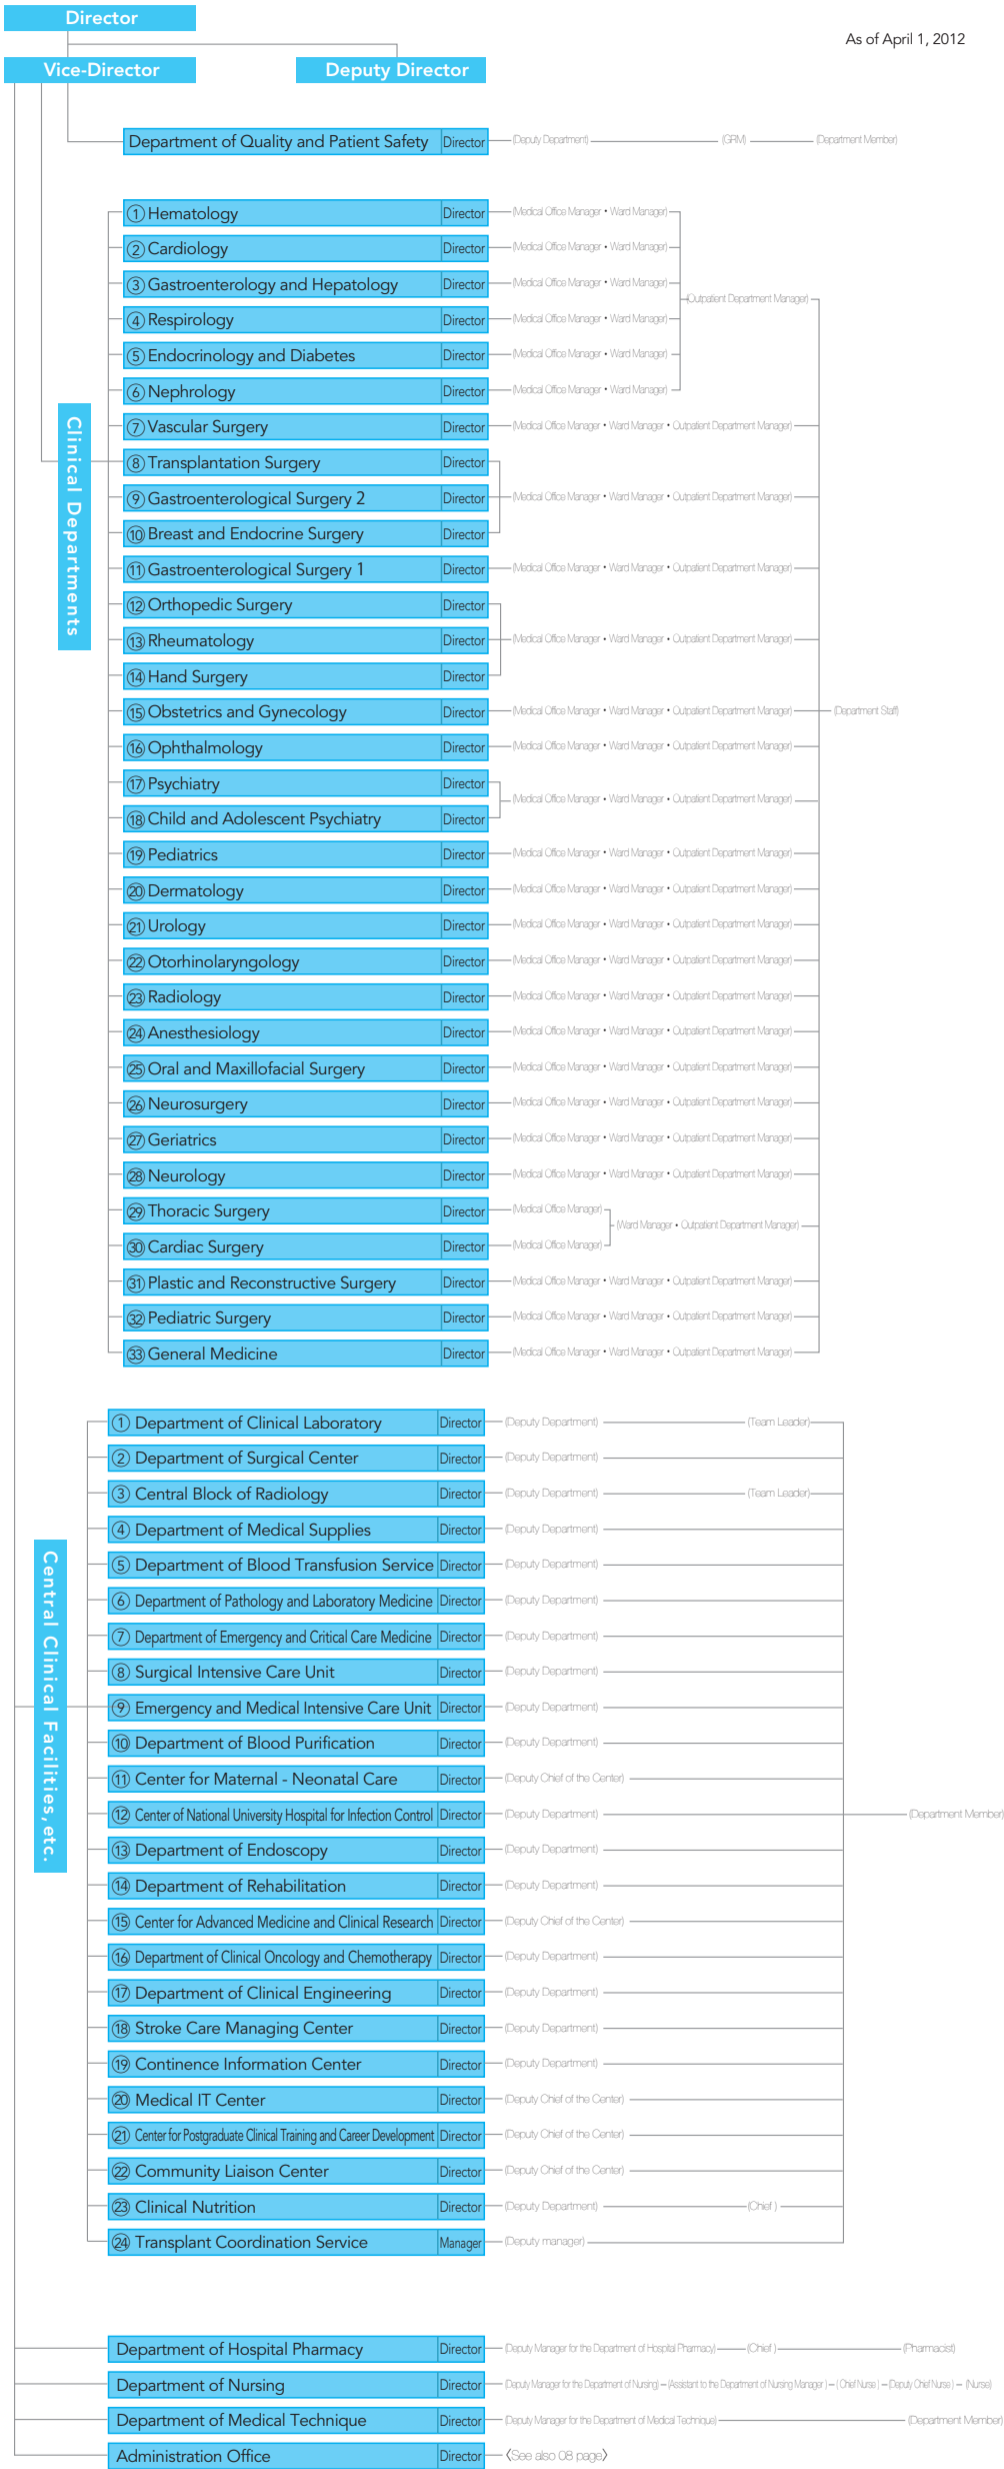 Director
As of April 1, 2012
Vice-Director
Deputy Director
Department of Quality and Patient Safety Director (Deputy Department) (GRM) (Department Member)
Clinical Departments
① Hematology Director (Medical Office Manager • Ward Manager)
② Cardiology Director (Medical Office Manager • Ward Manager)
③ Gastroenterology and Hepatology Director (Medical Office Manager • Ward Manager)
(Outpatient Department Manager)
④ Respirology Director (Medical Office Manager • Ward Manager)
⑤ Endocrinology and Diabetes Director (Medical Office Manager • Ward Manager)
⑥ Nephrology Director (Medical Office Manager • Ward Manager)
⑦ Vascular Surgery Director (Medical Office Manager • Ward Manager • Outpatient Department Manager)
⑧ Transplantation Surgery Director
⑨ Gastroenterological Surgery 2 Director (Medical Office Manager • Ward Manager • Outpatient Department Manager)
⑩ Breast and Endocrine Surgery Director
⑪ Gastroenterological Surgery 1 Director (Medical Office Manager • Ward Manager • Outpatient Department Manager)
⑫ Orthopedic Surgery Director
⑬ Rheumatology Director (Medical Office Manager • Ward Manager • Outpatient Department Manager)
⑭ Hand Surgery Director
⑮ Obstetrics and Gynecology Director (Medical Office Manager • Ward Manager • Outpatient Department Manager) (Department Staff)
⑯ Ophthalmology Director (Medical Office Manager • Ward Manager • Outpatient Department Manager)
⑰ Psychiatry Director
(Medical Office Manager • Ward Manager • Outpatient Department Manager)
⑱ Child and Adolescent Psychiatry Director
⑲ Pediatrics Director (Medical Office Manager • Ward Manager • Outpatient Department Manager)
⑳ Dermatology Director (Medical Office Manager • Ward Manager • Outpatient Department Manager)
㉑ Urology Director (Medical Office Manager • Ward Manager • Outpatient Department Manager)
㉒ Otorhinolaryngology Director (Medical Office Manager • Ward Manager • Outpatient Department Manager)
㉓ Radiology Director (Medical Office Manager • Ward Manager • Outpatient Department Manager)
㉔ Anesthesiology Director (Medical Office Manager • Ward Manager • Outpatient Department Manager)
㉕ Oral and Maxillofacial Surgery Director (Medical Office Manager • Ward Manager • Outpatient Department Manager)
㉖ Neurosurgery Director (Medical Office Manager • Ward Manager • Outpatient Department Manager)
㉗ Geriatrics Director (Medical Office Manager • Ward Manager • Outpatient Department Manager)
㉘ Neurology Director (Medical Office Manager • Ward Manager • Outpatient Department Manager)
㉙ Thoracic Surgery Director (Medical Office Manager)
(Ward Manager • Outpatient Department Manager)
㉚ Cardiac Surgery Director (Medical Office Manager)
㉛ Plastic and Reconstructive Surgery Director (Medical Office Manager • Ward Manager • Outpatient Department Manager)
㉜ Pediatric Surgery Director (Medical Office Manager • Ward Manager • Outpatient Department Manager)
㉝ General Medicine Director (Medical Office Manager • Ward Manager • Outpatient Department Manager)
Central Clinical Facilities, etc.
① Department of Clinical Laboratory Director (Deputy Department) (Team Leader)
② Department of Surgical Center Director (Deputy Department)
③ Central Block of Radiology Director (Deputy Department) (Team Leader)
④ Department of Medical Supplies Director (Deputy Department)
⑤ Department of Blood Transfusion Service Director (Deputy Department)
⑥ Department of Pathology and Laboratory Medicine Director (Deputy Department)
⑦ Department of Emergency and Critical Care Medicine Director (Deputy Department)
⑧ Surgical Intensive Care Unit Director (Deputy Department)
⑨ Emergency and Medical Intensive Care Unit Director (Deputy Department)
⑩ Department of Blood Purification Director (Deputy Department)
⑪ Center for Maternal - Neonatal Care Director (Deputy Chief of the Center)
⑫ Center of National University Hospital for Infection Control Director (Deputy Department) (Department Member)
⑬ Department of Endoscopy Director (Deputy Department)
⑭ Department of Rehabilitation Director (Deputy Department)
⑮ Center for Advanced Medicine and Clinical Research Director (Deputy Chief of the Center)
⑯ Department of Clinical Oncology and Chemotherapy Director (Deputy Department)
⑰ Department of Clinical Engineering Director (Deputy Department)
⑱ Stroke Care Managing Center Director (Deputy Department)
⑲ Continence Information Center Director (Deputy Department)
⑳ Medical IT Center Director (Deputy Chief of the Center)
㉑ Center for Postgraduate Clinical Training and Career Development Director (Deputy Chief of the Center)
㉒ Community Liaison Center Director (Deputy Chief of the Center)
㉓ Clinical Nutrition Director (Deputy Department) (Chief )
㉔ Transplant Coordination Service Manager (Deputy manager)
Department of Hospital Pharmacy Director (Deputy Manager for the Department of Hospital Pharmacy) (Chief ) (Pharmacist)
Department of Nursing Director (Deputy Manager for the Department of Nursing) (Assistant to the Department of Nursing Manager ) ( Chief Nurse ) (Deputy Chief Nurse ) (Nurse)
Department of Medical Technique Director (Deputy Manager for the Department of Medical Technique) (Department Member)
Administration Office Director 〈See also 08 page〉